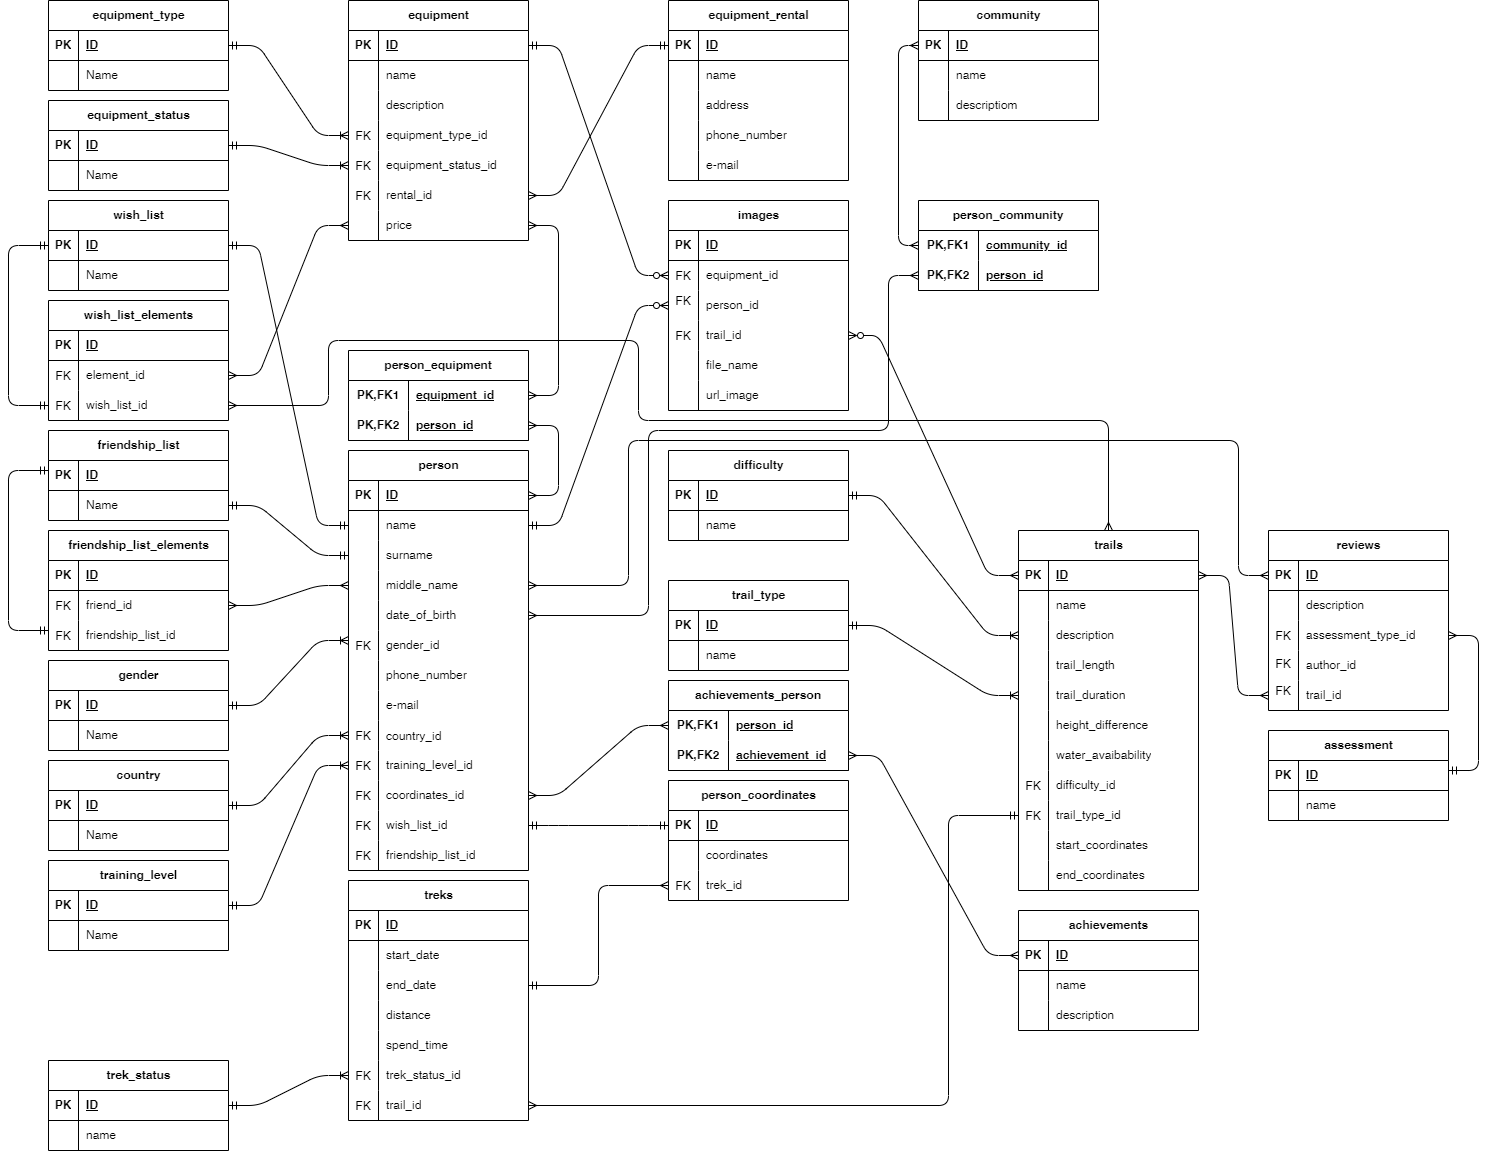 equipment_type
PK ID
Name
equipment_status
PK ID
Name
wish_list
PK ID
Name
wish_list_elements
PK ID
FK element_id
FK wish_list_id
friendship_list
PK ID
Name
friendship_list_elements
PK ID
FK friend_id
FK friendship_list_id
gender
PK ID
Name
country
PK ID
Name
training_level
PK ID
Name
trek_status
PK ID
name
equipment
PK ID
name
description
FK equipment_type_id
FK equipment_status_id
FK rental_id
price
person_equipment
PK,FK1 equipment_id
PK,FK2 person_id
person
PK ID
name
surname
middle_name
date_of_birth
FK gender_id
phone_number
e-mail
FK country_id
FK training_level_id
FK coordinates_id
FK wish_list_id
FK friendship_list_id
treks
PK ID
start_date
end_date
distance
spend_time
FK trek_status_id
FK trail_id
equipment_rental
PK ID
name
address
phone_number
e-mail
images
PK ID
FK equipment_id
FK person_id
FK trail_id
file_name
url_image
difficulty
PK ID
name
trail_type
PK ID
name
achievements_person
PK,FK1 person_id
PK,FK2 achievement_id
person_coordinates
PK ID
coordinates
FK trek_id
community
PK ID
name
descriptiom
person_community
PK,FK1 community_id
PK,FK2 person_id
trails
PK ID
name
description
trail_length
trail_duration
height_difference
water_avaibability
FK difficulty_id
FK trail_type_id
start_coordinates
end_coordinates
achievements
PK ID
name
description
reviews
PK ID
description
FK assessment_type_id
FK author_id
FK trail_id
assessment
PK ID
name